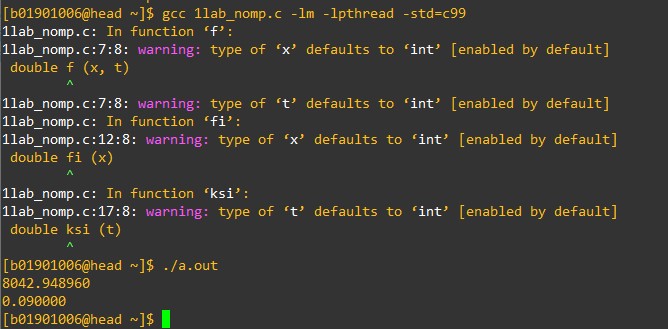 [b01901006@head ~]$ gcc 1lab_nomp.c -lm -lpthread -std=c99
1lab_nomp.c: In function ‘f’:
1lab_nomp.c:7:8: warning: type of ‘x’ defaults to ‘int’ [enabled by default]
 double f (x, t)
        ^
1lab_nomp.c:7:8: warning: type of ‘t’ defaults to ‘int’ [enabled by default]
1lab_nomp.c: In function ‘fi’:
1lab_nomp.c:12:8: warning: type of ‘x’ defaults to ‘int’ [enabled by default]
 double fi (x)
        ^
1lab_nomp.c: In function ‘ksi’:
1lab_nomp.c:17:8: warning: type of ‘t’ defaults to ‘int’ [enabled by default]
 double ksi (t)
        ^
[b01901006@head ~]$ ./a.out
8042.948960
0.090000
[b01901006@head ~]$